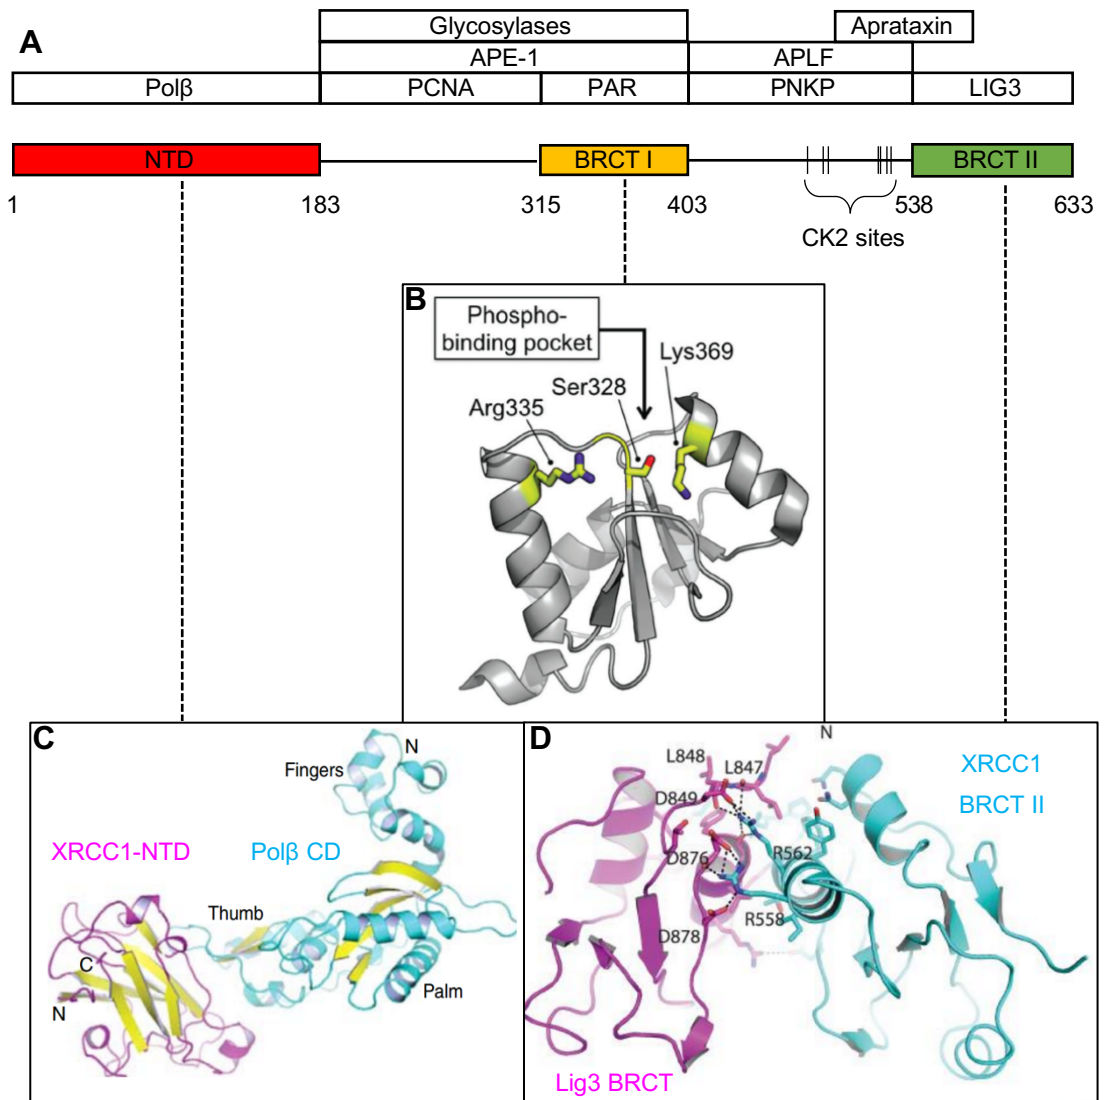 A
Glycosylases
Aprataxin
APE-1
APLF
Polβ
PCNA
PAR
PNKP
LIG3
NTD
BRCT I
BRCT II
1
183
315
403
538
633
CK2 sites
B
Phospho-
binding pocket
Lys369
Ser328
Arg335
C
N
Fingers
XRCC1-NTD
Polβ CD
Thumb
C
N
Palm
D
N
L848
L847
XRCC1
BRCT II
D849
D876
R562
R558
D878
Lig3 BRCT